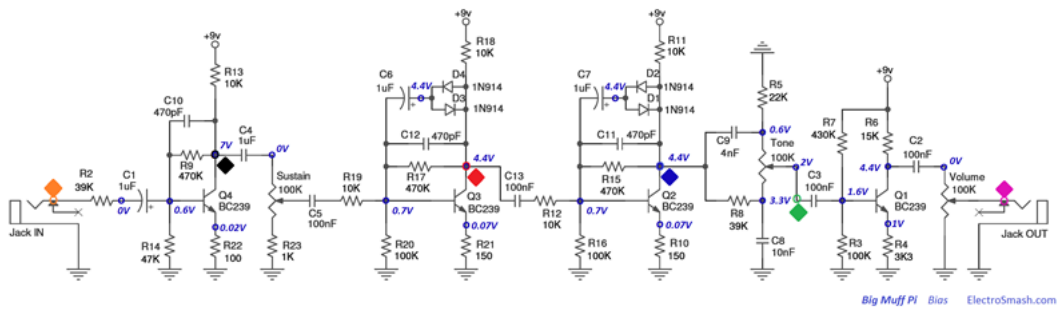 +9v
+9v
+9v
R13
10K
C10
470pF
7V
C4
1uF
0V
R9
470K
Sustain
100K
R2
39K
C1
1uF
0V
0.6V
Q4
BC239
0.02V
Jack IN
R14
47K
R22
100
R23
1K
R18
10K
C6
1uF
4.4V
D4
1N914
D3
1N914
C12
470pF
4.4V
R17
470K
R19
10K
C5
100nF
0.7V
Q3
BC239
0.07V
R20
100K
R21
150
C13
100nF
R12
10K
R11
10K
C7
1uF
4.4V
D2
1N914
D1
1N914
C11
470pF
4.4V
R15
470K
0.7V
Q2
BC239
0.07V
R16
100K
R10
150
R5
22K
0.6V
C9
4nF
Tone
100K
2V
3.3V
R8
39K
C8
10nF
C3
100nF
+9v
R7
430K
R6
15K
C2
100nF
0V
4.4V
1.6V
Volume
100K
Q1
BC239
1V
R3
100K
R4
3K3
Jack OUT
Big Muff Pi Bias ElectroSmash.com